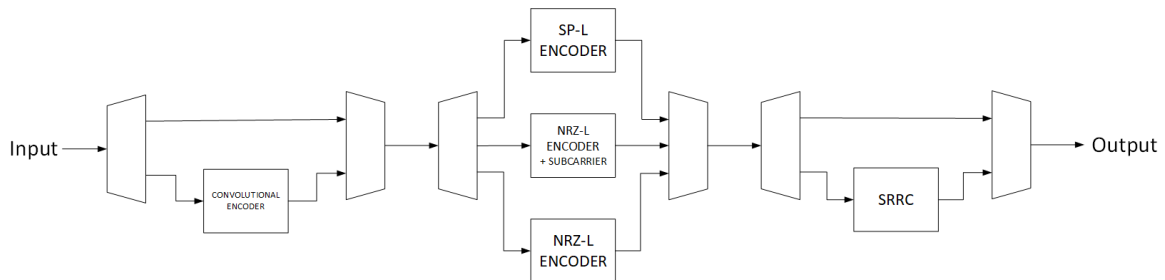 Input
CONVOLUTIONAL
ENCODER
SP-L
ENCODER
NRZ-L
ENCODER
+ SUBCARRIER
NRZ-L
ENCODER
SRRC
Output